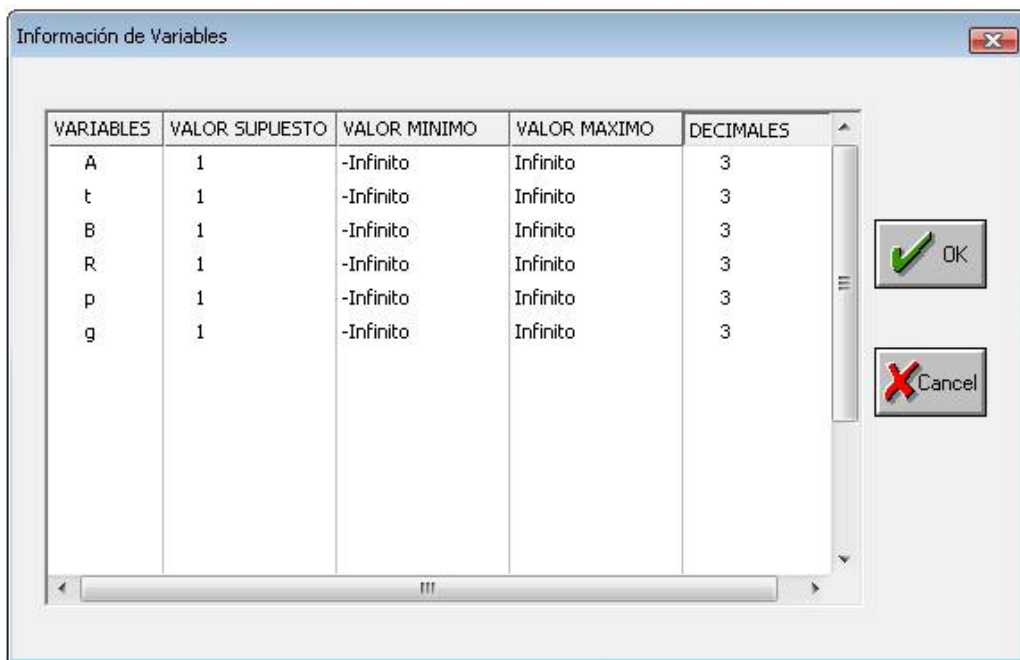 Información de Variables
VARIABLES VALOR SUPUESTO VALOR MINIMO VALOR MAXIMO DECIMALES
A 1 -Infinito Infinito 3
t 1 -Infinito Infinito 3
B 1 -Infinito Infinito 3
R 1 -Infinito Infinito 3
p 1 -Infinito Infinito 3
g 1 -Infinito Infinito 3
OK
Cancel